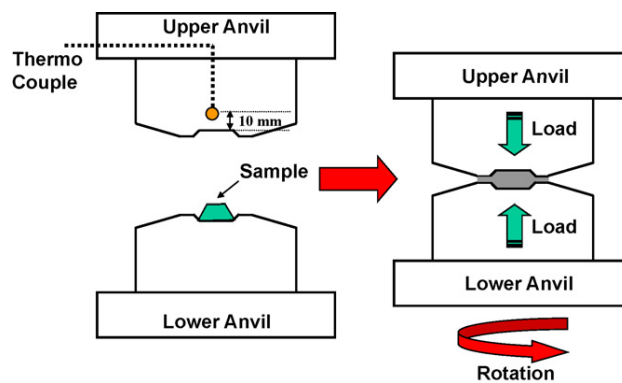 Upper Anvil
Thermo
Couple
10 mm
Sample
Lower Anvil
Upper Anvil
Load
Load
Lower Anvil
Rotation